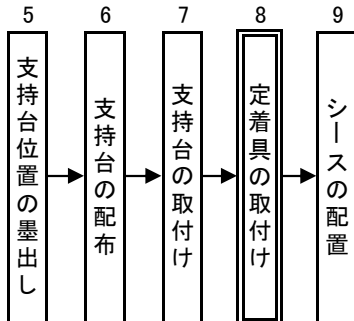 5
6
7
8
9
支持台位置の墨出し
支持台の配布
支持台の取付け
定着具の取付け
シースの配置